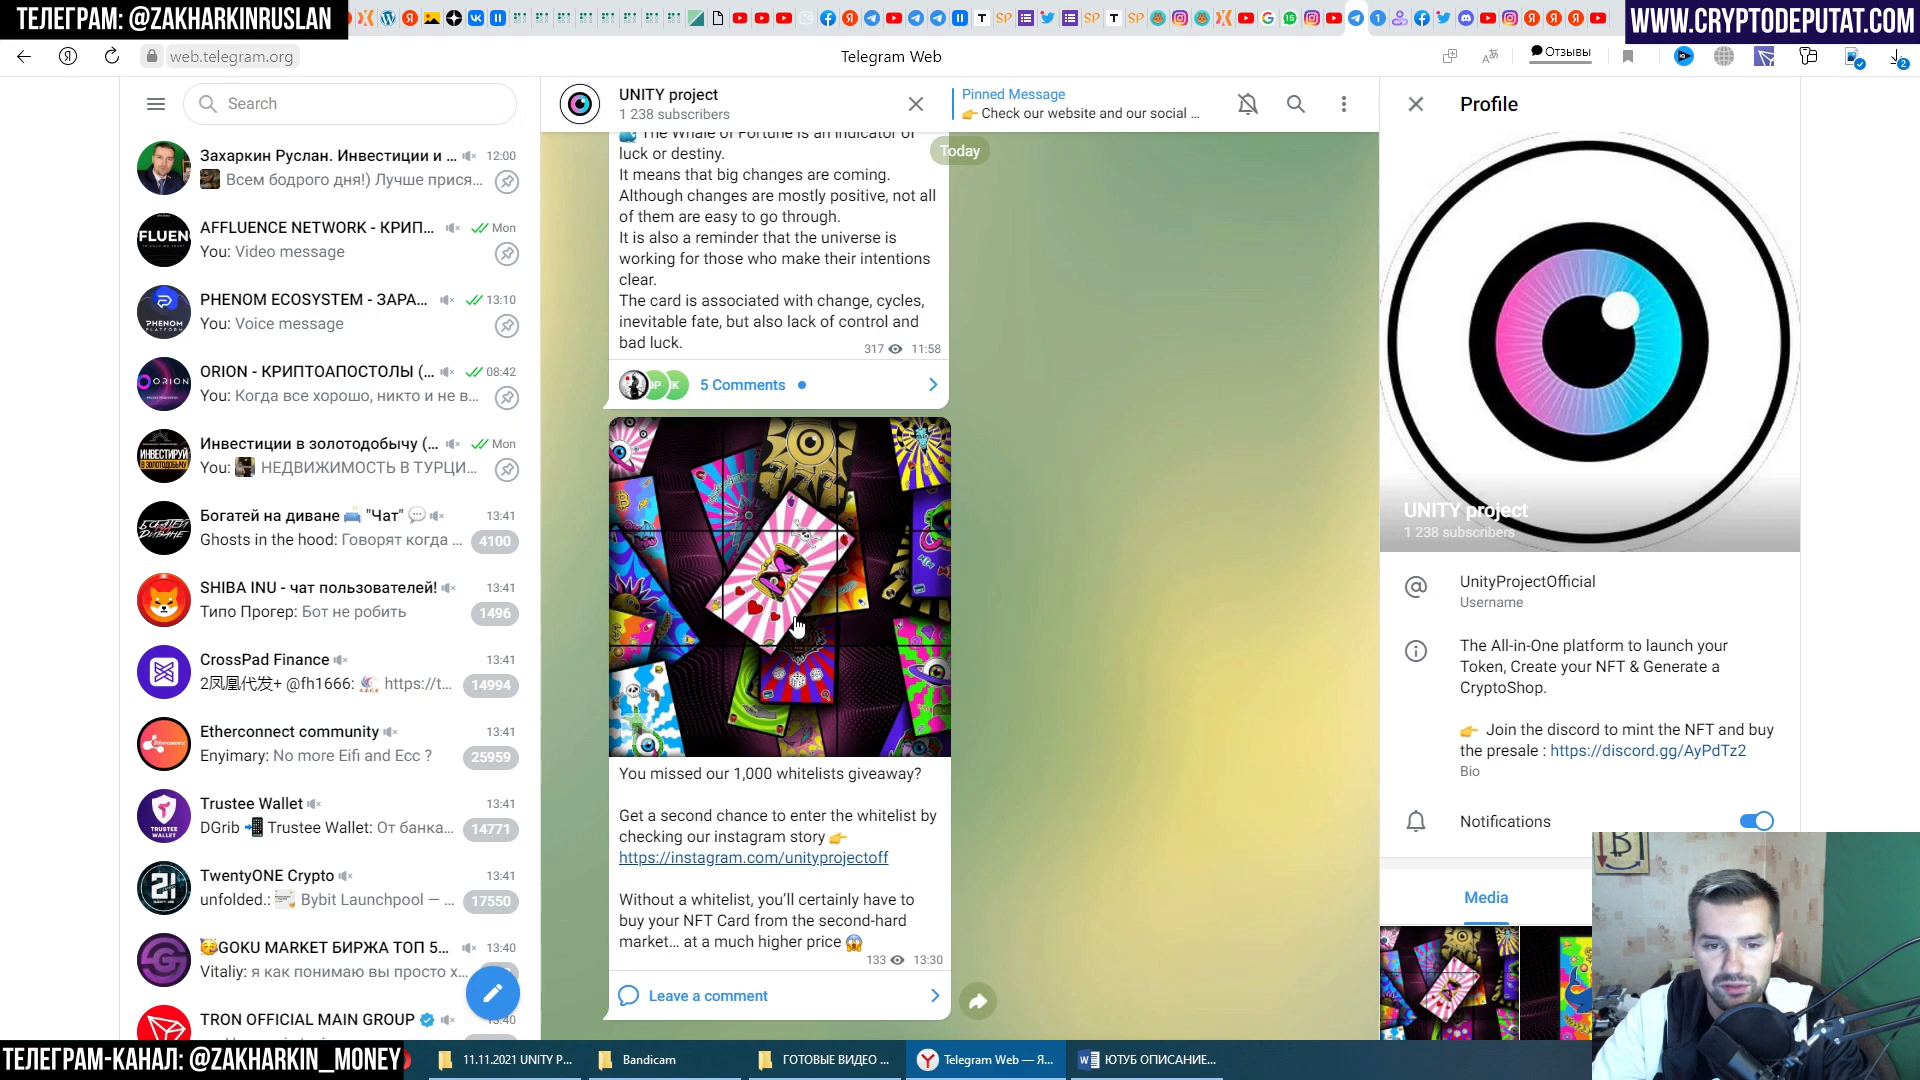 ТЕЛЕГРАМ: @ZAKHARKINRUSLAN
WWW.CRYPTODEPUTAT.COM
web.telegram.org
Telegram Web
Отзывы
Search
Захаркин Руслан. Инвестиции и ...
12:00
Всем бодрого дня!) Лучше прися...
AFFLUENCE NETWORK - КРИП...
Mon
You: Video message
PHENOM ECOSYSTEM - ЗАРА...
13:10
You: Voice message
ORION - КРИПТОАПОСТОЛЫ (...
08:42
You: Когда все хорошо, никто и не в...
Инвестиции в золотодобычу (...
Mon
You: НЕДВИЖИМОСТЬ В ТУРЦИ...
Богатей на диване "Чат"
13:41
Ghosts in the hood: Говорят когда ...
4100
SHIBA INU - чат пользователей!
13:41
Типо Прогер: Бот не робить
1496
CrossPad Finance
13:41
2凤凰代发+ @fh1666: https://t...
14994
Etherconnect community
13:41
Enyimary: No more Eifi and Ecc ?
25959
Trustee Wallet
13:41
DGrib Trustee Wallet: От банка...
14771
TwentyONE Crypto
13:41
unfolded.: Bybit Launchpool — ...
17550
GOKU MARKET БИРЖА ТОП 5...
13:40
Vitaliy: я как понимаю вы просто х...
TRON OFFICIAL MAIN GROUP
13:40
UNITY project
1 238 subscribers
Pinned Message
👉 Check our website and our social ...
Today
The Whale of Fortune is an indicator of
luck or destiny.
It means that big changes are coming.
Although changes are mostly positive, not all
of them are easy to go through.
It is also a reminder that the universe is
working for those who make their intentions
clear.
The card is associated with change, cycles,
inevitable fate, but also lack of control and
bad luck.
317 11:58
5 Comments
You missed our 1,000 whitelists giveaway?
Get a second chance to enter the whitelist by
checking our instagram story 👉
https://instagram.com/unityprojectoff
Without a whitelist, you'll certainly have to
buy your NFT Card from the second-hand
market... at a much higher price 😱
133 13:30
Leave a comment
Profile
UNITY project
1 238 subscribers
UnityProjectOfficial
Username
The All-in-One platform to launch your
Token, Create your NFT & Generate a
CryptoShop.
👉 Join the discord to mint the NFT and buy
the presale : https://discord.gg/AyPdTz2
Bio
Notifications
Media
ТЕЛЕГРАМ-КАНАЛ: @ZAKHARKIN_MONEY
11.11.2021 UNITY P...
Bandicam
ГОТОВЫЕ ВИДЕО ...
Telegram Web — Я...
ЮТУБ ОПИСАНИЕ...